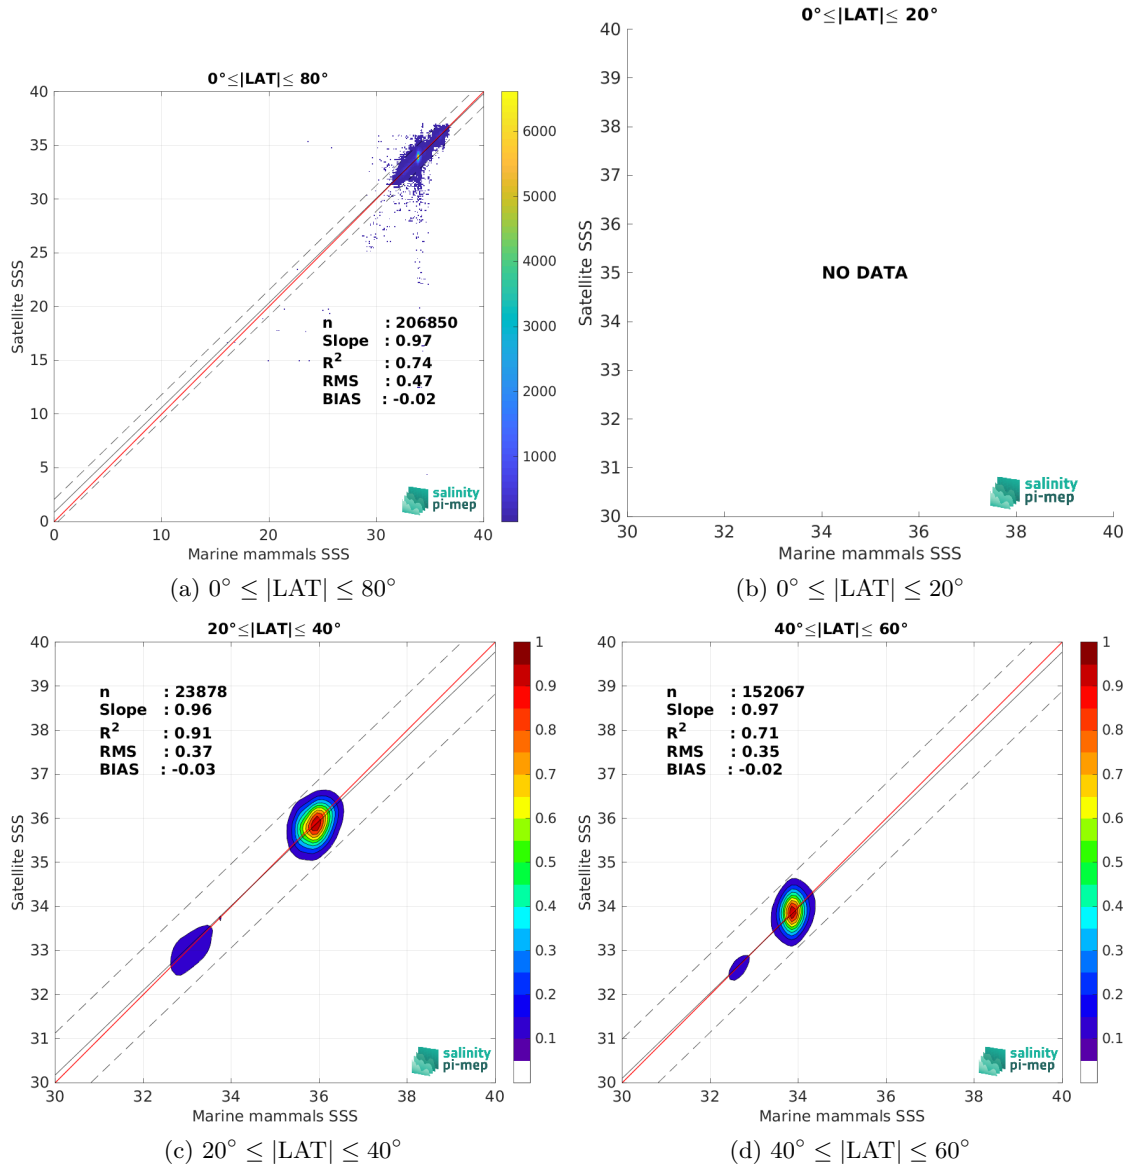 0°≤|LAT|≤ 80°
40
35
30
25
20
15
10
5
0
Satellite SSS
n : 206850
Slope : 0.97
R² : 0.74
RMS : 0.47
BIAS : -0.02
salinity
pi-mep
0 10 20 30 40
Marine mammals SSS
6000
5000
4000
3000
2000
1000
(a) 0° ≤ |LAT| ≤ 80°
0°≤|LAT|≤ 20°
40
39
38
37
36
35
34
33
32
31
30
Satellite SSS
NO DATA
salinity
pi-mep
30 32 34 36 38 40
Marine mammals SSS
(b) 0° ≤ |LAT| ≤ 20°
20°≤|LAT|≤ 40°
40
39
38
37
36
35
34
33
32
31
30
Satellite SSS
n : 23878
Slope : 0.96
R² : 0.91
RMS : 0.37
BIAS : -0.03
salinity
pi-mep
30 32 34 36 38 40
Marine mammals SSS
1
0.9
0.8
0.7
0.6
0.5
0.4
0.3
0.2
0.1
(c) 20° ≤ |LAT| ≤ 40°
40°≤|LAT|≤ 60°
40
39
38
37
36
35
34
33
32
31
30
Satellite SSS
n : 152067
Slope : 0.97
R² : 0.71
RMS : 0.35
BIAS : -0.02
salinity
pi-mep
30 32 34 36 38 40
Marine mammals SSS
1
0.9
0.8
0.7
0.6
0.5
0.4
0.3
0.2
0.1
(d) 40° ≤ |LAT| ≤ 60°